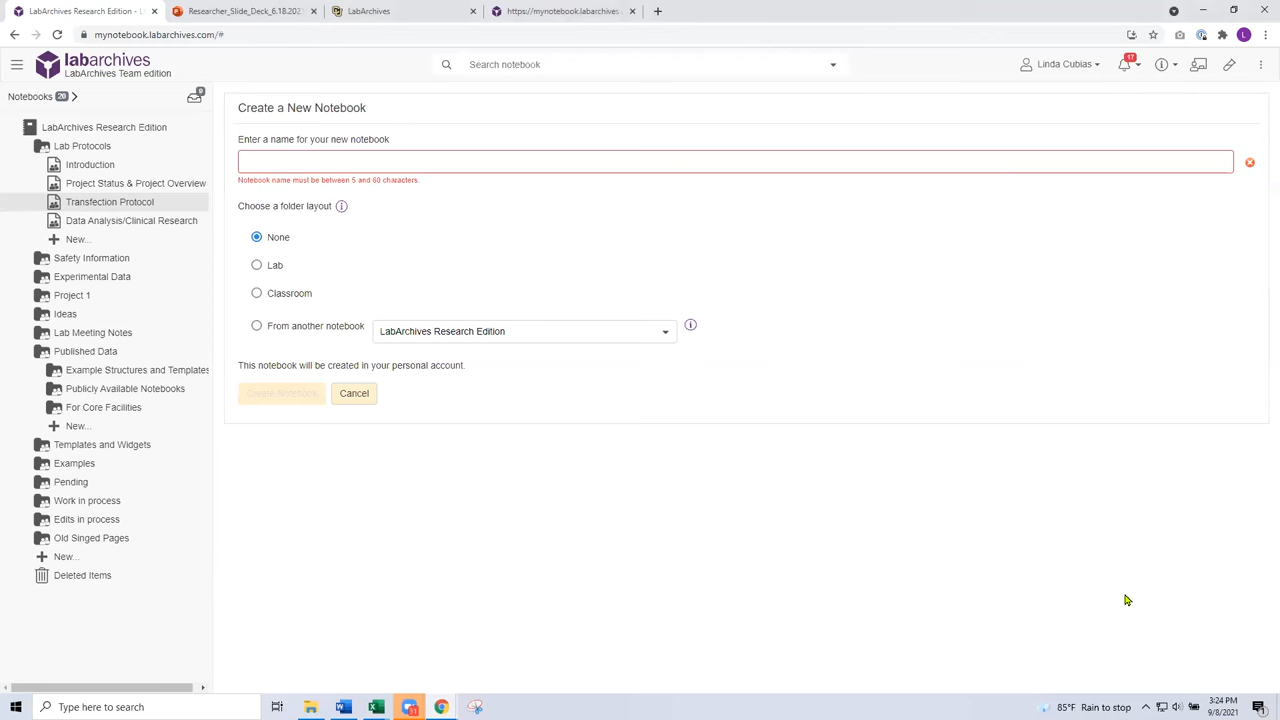 LabArchives Research Edition - L
Researcher_Slide_Deck_6.18.202
LabArchives
https://mynotebook.labarchives.
mynotebook.labarchives.com/#
L
labarchives
LabArchives Team edition
Search notebook
Linda Cubias
17
Notebooks 20
0
LabArchives Research Edition
Lab Protocols
Introduction
Project Status & Project Overview
Transfection Protocol
Data Analysis/Clinical Research
New...
Safety Information
Experimental Data
Project 1
Ideas
Lab Meeting Notes
Published Data
Example Structures and Templates
Publicly Available Notebooks
For Core Facilities
New...
Templates and Widgets
Examples
Pending
Work in process
Edits in process
Old Singed Pages
New...
Deleted Items
Create a New Notebook
Enter a name for your new notebook
Notebook name must be between 5 and 60 characters.
Choose a folder layout
None
Lab
Classroom
From another notebook
LabArchives Research Edition
This notebook will be created in your personal account.
Create Notebook
Cancel
Type here to search
85°F Rain to stop
3:24 PM
9/8/2021